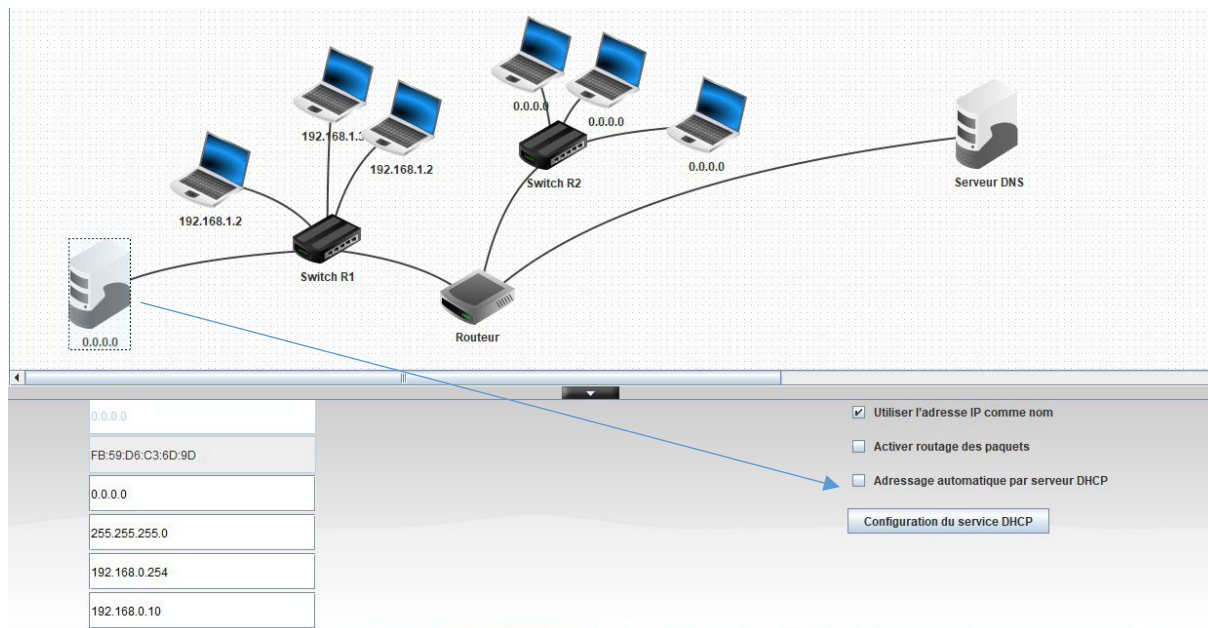 0.0.0.0
0.0.0.0
192.168.1.3
192.168.1.2
0.0.0.0
Switch R2
Serveur DNS
192.168.1.2
Switch R1
Routeur
0.0.0.0
0.0.0.0
FB:59:D6:C3:6D:9D
0.0.0.0
255.255.255.0
192.168.0.254
192.168.0.10
Utiliser l'adresse IP comme nom
Activer routage des paquets
Adressage automatique par serveur DHCP
Configuration du service DHCP